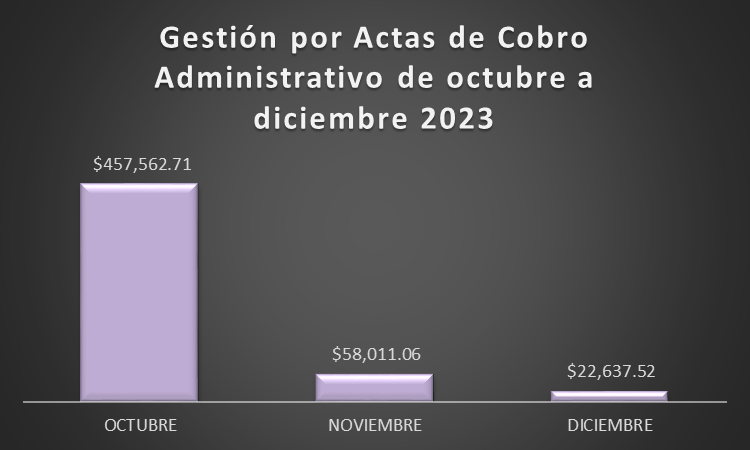 Gestión por Actas de Cobro
Administrativo de octubre a
diciembre 2023
$457,562.71
$58,011.06
$22,637.52
OCTUBRE
NOVIEMBRE
DICIEMBRE